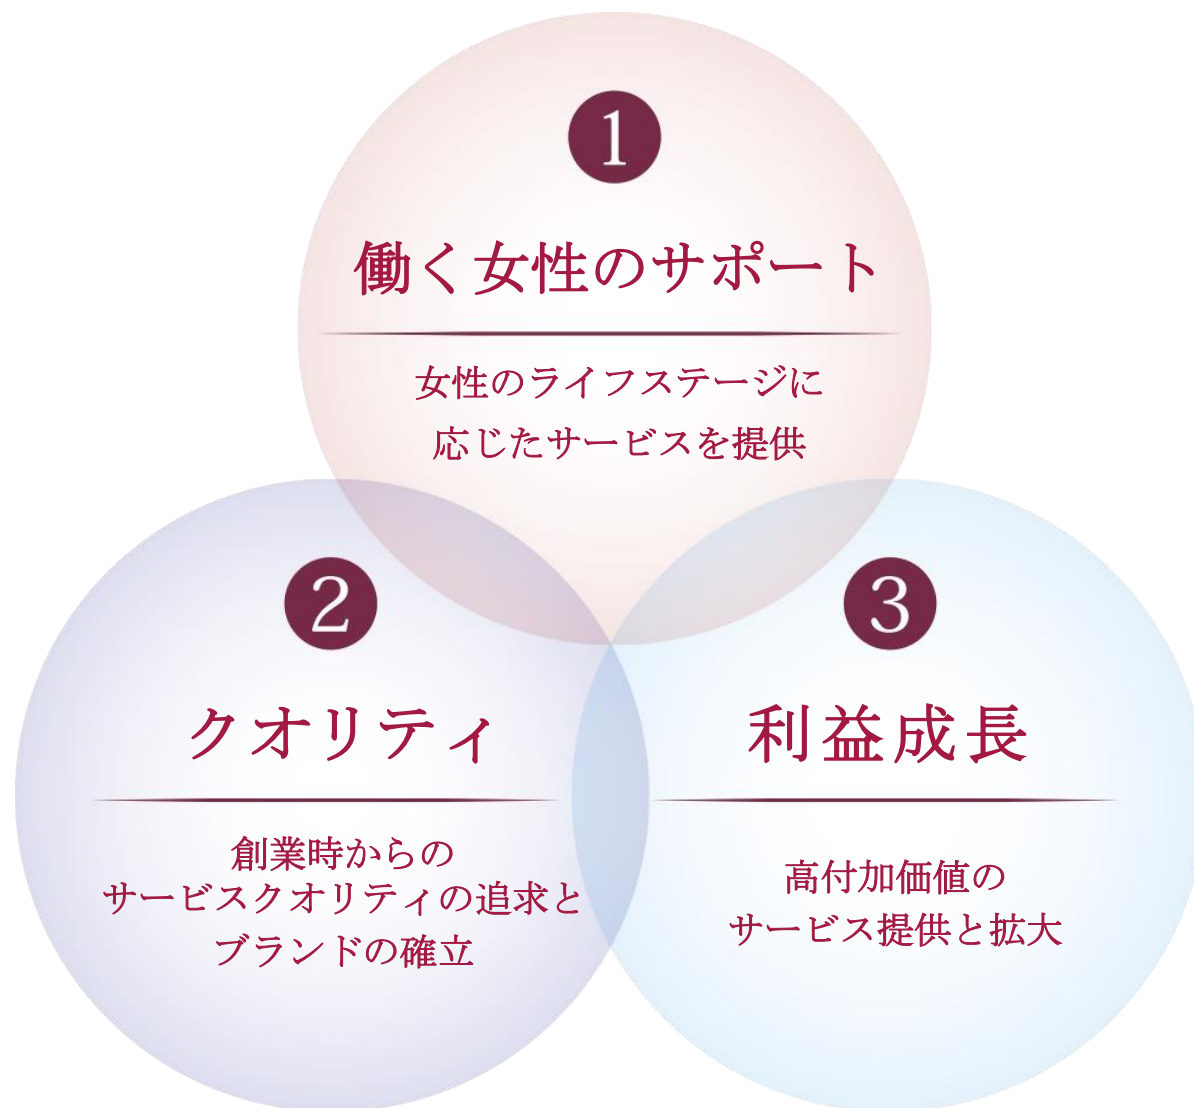 1
働く女性のサポート
女性のライフステージに
応じたサービスを提供
2
クオリティ
創業時からの
サービスクオリティの追求と
ブランドの確立
3
利益成長
高付加価値の
サービス提供と拡大